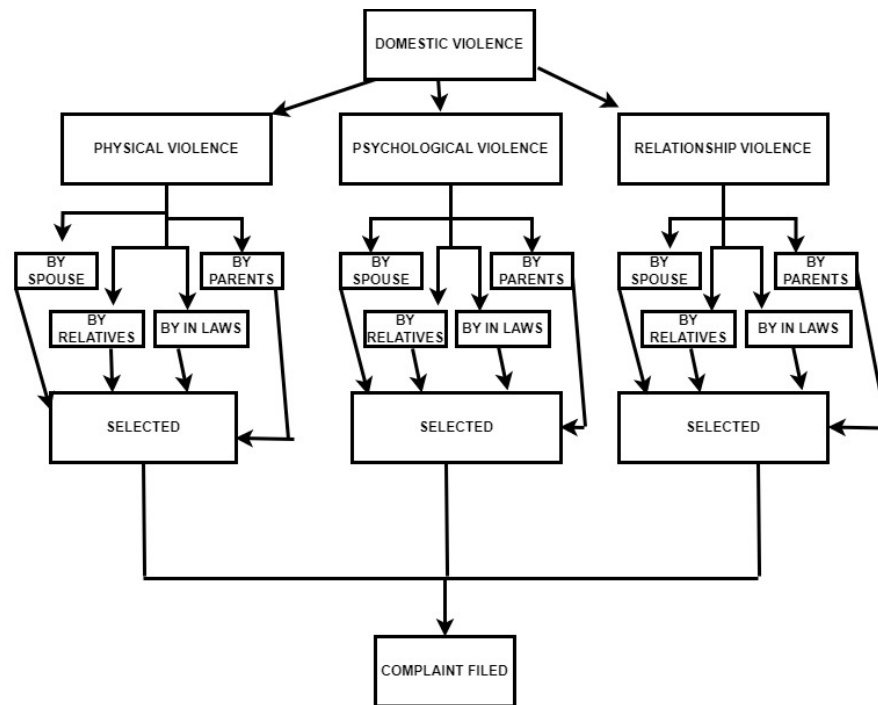 DOMESTIC VIOLENCE
PHYSICAL VIOLENCE
PSYCHOLOGICAL VIOLENCE
RELATIONSHIP VIOLENCE
BY
SPOUSE
BY
PARENTS
BY
RELATIVES
BY IN LAWS
BY
SPOUSE
BY
PARENTS
BY
RELATIVES
BY IN LAWS
BY
SPOUSE
BY
PARENTS
BY
RELATIVES
BY IN LAWS
SELECTED
SELECTED
SELECTED
COMPLAINT FILED